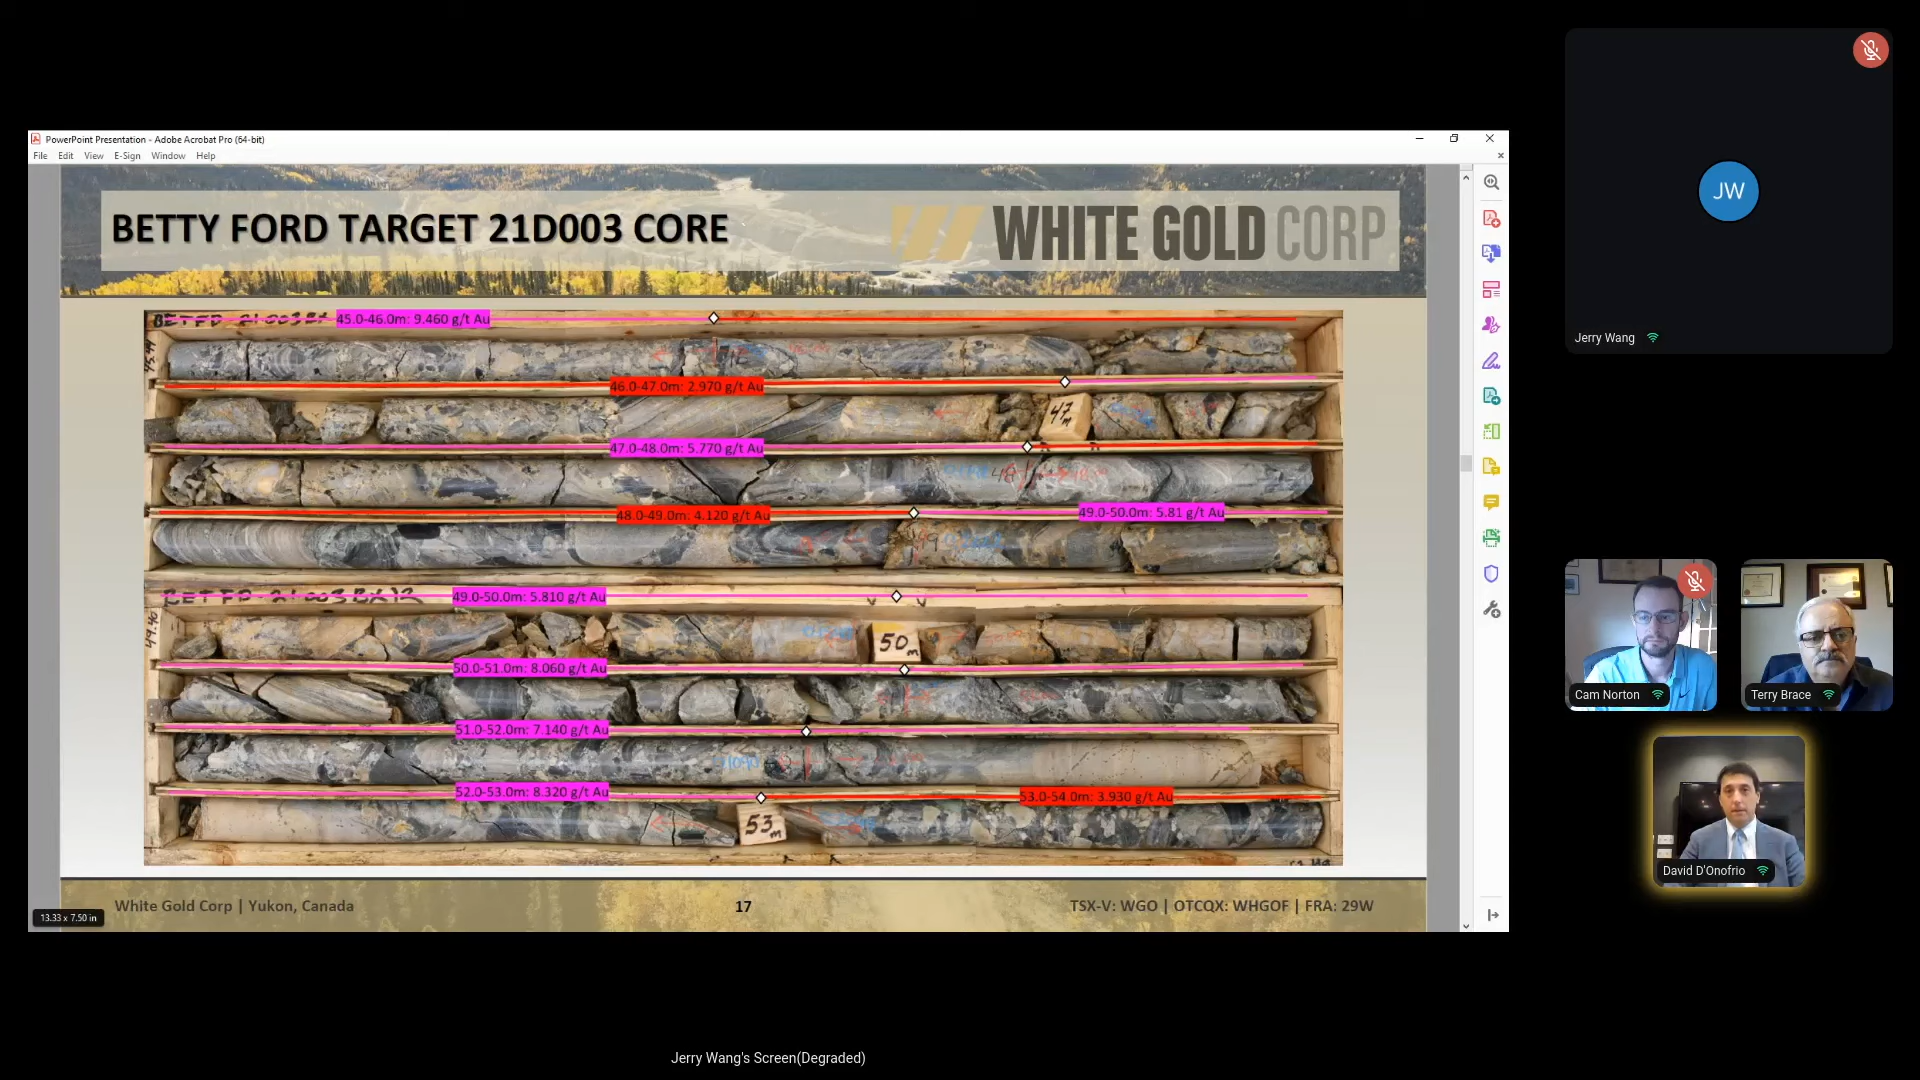 PowerPoint Presentation - Adobe Acrobat Pro (64-bit)
File Edit View E-Sign Window Help
BETTY FORD TARGET 21D003 CORE
WHITE GOLD CORP
45.0-46.0m: 9.460 g/t Au
46.0-47.0m: 2.970 g/t Au
47 m
47.0-48.0m: 5.770 g/t Au
48.0-49.0m: 4.120 g/t Au
49.0-50.0m: 5.81 g/t Au
49.0-50.0m: 5.810 g/t Au
50 m
50.0-51.0m: 8.060 g/t Au
51.0-52.0m: 7.140 g/t Au
52.0-53.0m: 8.320 g/t Au
53.0-54.0m: 3.930 g/t Au
53 m
White Gold Corp | Yukon, Canada
17
TSX-V: WGO | OTCQX: WHGOF | FRA: 29W
13.33 x 7.50 in
JW
Jerry Wang
Cam Norton
Terry Brace
David D'Onofrio
Jerry Wang's Screen(Degraded)